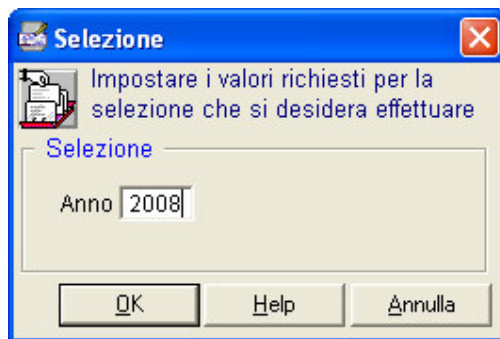 Selezione
Impostare i valori richiesti per la
selezione che si desidera effettuare
Selezione
Anno 2008
OK Help Annulla